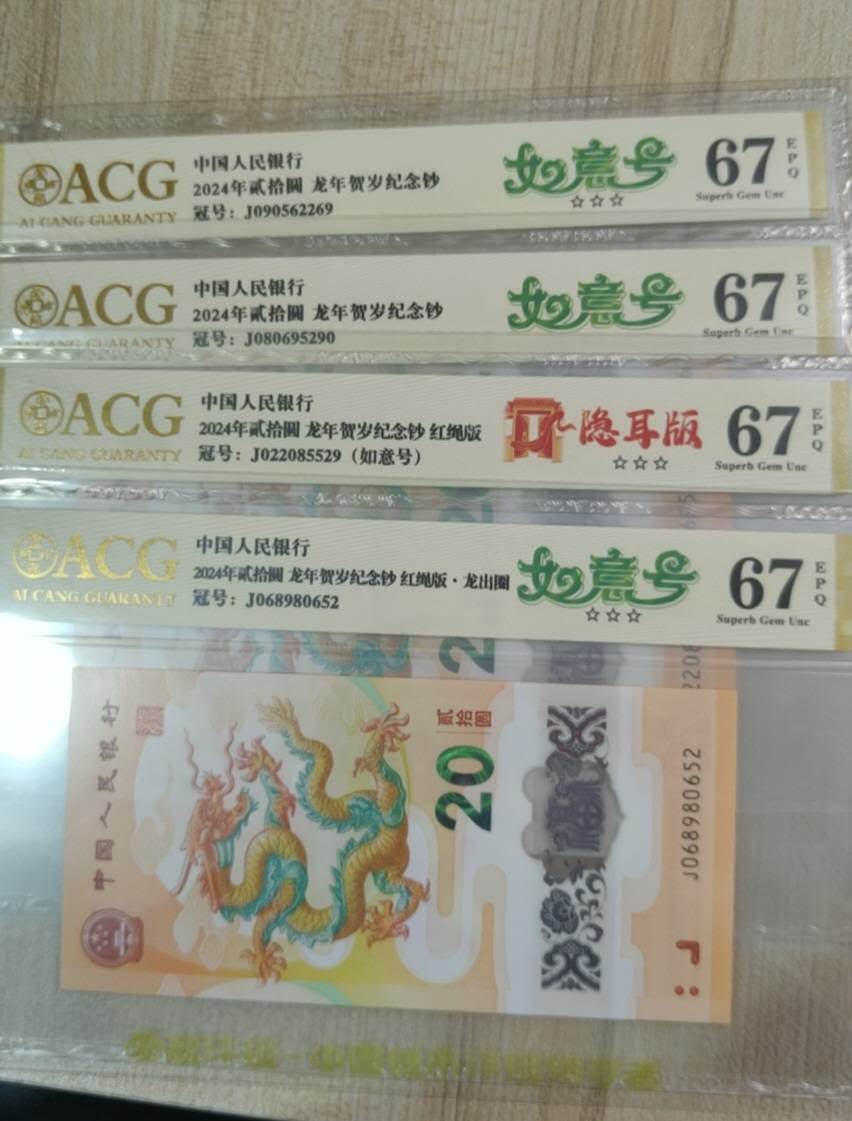 ACG
AI CANG GUARANTY
中国人民银行
2024年贰拾圆 龙年贺岁纪念钞
冠号：J090562269
如意号
☆☆☆
67
EPQ
Superb Gem Unc
ACG
AI CANG GUARANTY
中国人民银行
2024年贰拾圆 龙年贺岁纪念钞
冠号：J080695290
如意号
67
EPQ
Superb Gem Unc
ACG
AI CANG GUARANTY
中国人民银行
2024年贰拾圆 龙年贺岁纪念钞 红绳版
冠号：J022085529（如意号）
隐耳版
☆☆☆
67
EPQ
Superb Gem Unc
ACG
AI CANG GUARANTY
中国人民银行
2024年贰拾圆 龙年贺岁纪念钞 红绳版·龙出圈
冠号：J068980652
如意号
☆☆☆
67
EPQ
Superb Gem Unc
中国人民银行
贰拾圆
20
J068980652